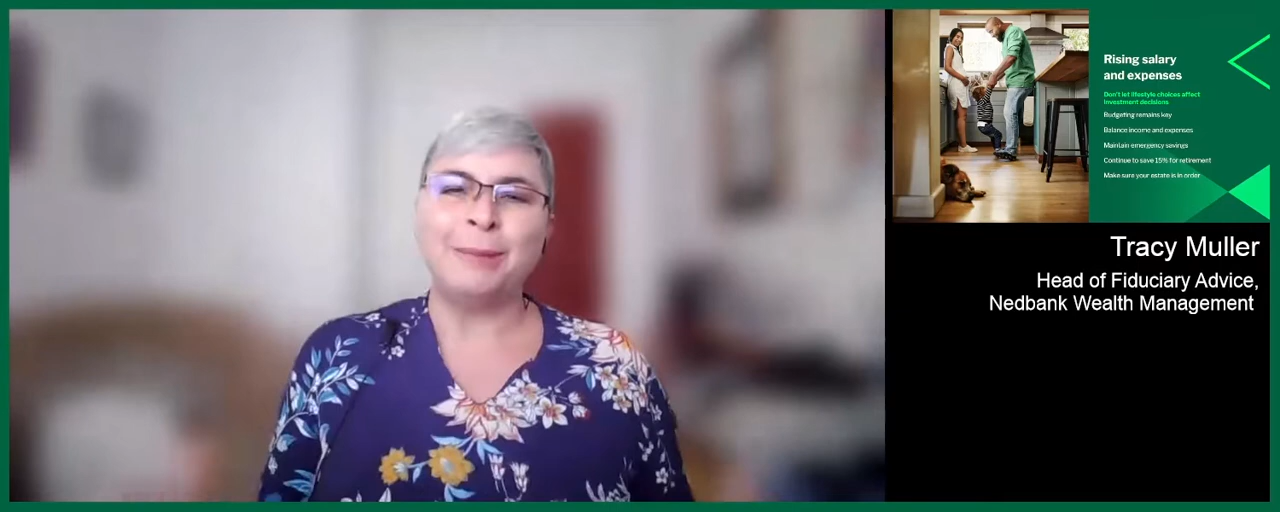 Rising salary
and expenses
Don't let lifestyle choices affect
investment decisions
Budgeting remains key
Balance income and expenses
Maintain emergency savings
Continue to save 15% for retirement
Make sure your estate is in order
Tracy Muller
Head of Fiduciary Advice,
Nedbank Wealth Management